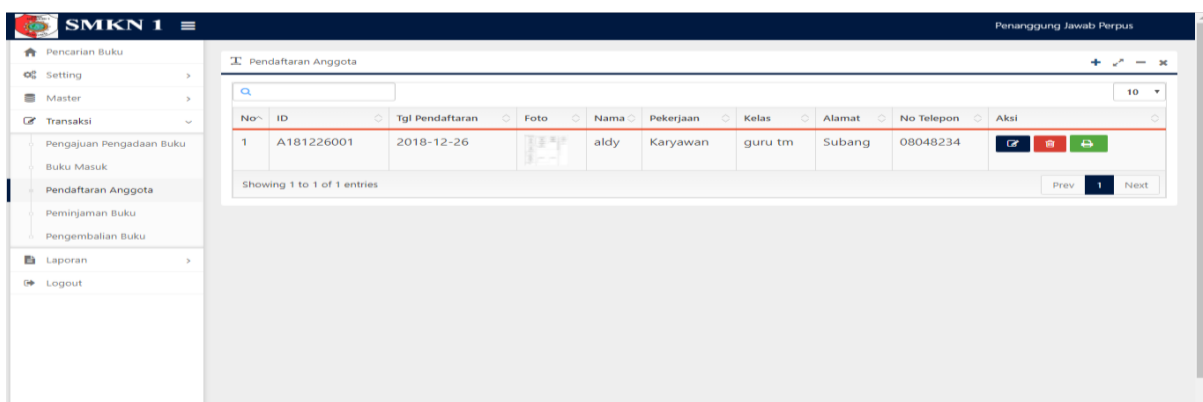 SMKN 1
Penanggung Jawab Perpus
Pencarian Buku
Setting
Master
Transaksi
Pengajuan Pengadaan Buku
Buku Masuk
Pendaftaran Anggota
Peminjaman Buku
Pengembalian Buku
Laporan
Logout
Pendaftaran Anggota
10
No ID Tgl Pendaftaran Foto Nama Pekerjaan Kelas Alamat No Telepon Aksi
1 A181226001 2018-12-26 aldy Karyawan guru tm Subang 08048234
Showing 1 to 1 of 1 entries
Prev 1 Next